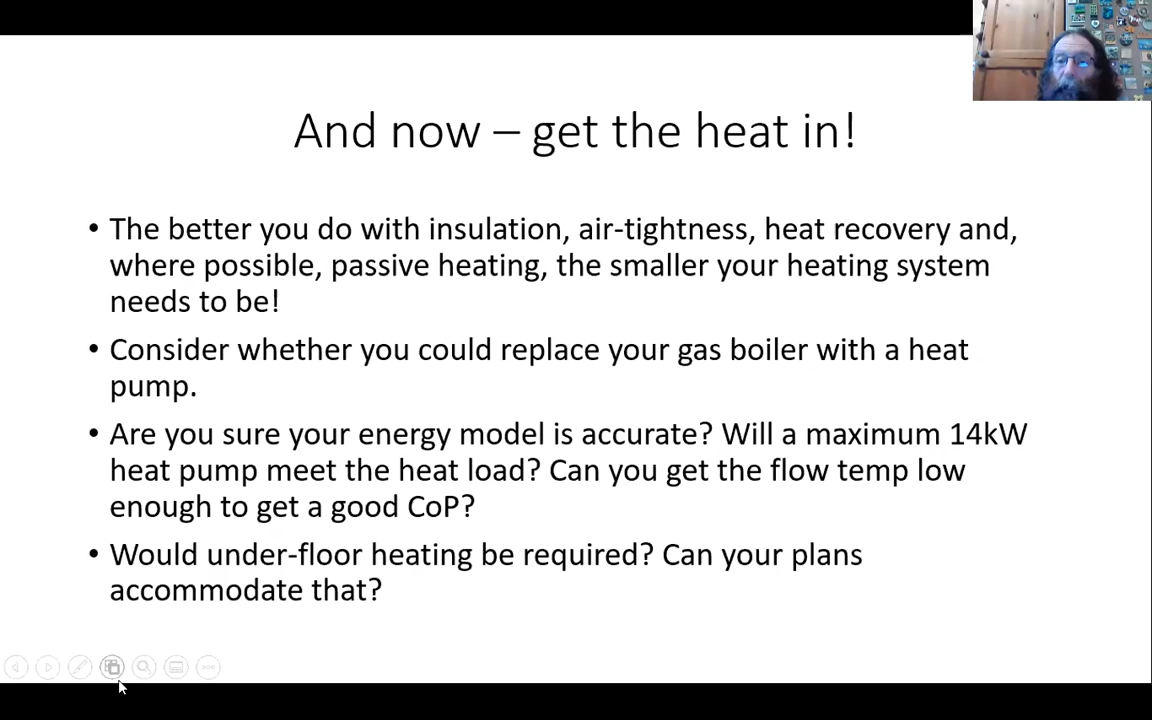 And now – get the heat in!
• The better you do with insulation, air-tightness, heat recovery and,
where possible, passive heating, the smaller your heating system
needs to be!
• Consider whether you could replace your gas boiler with a heat
pump.
• Are you sure your energy model is accurate? Will a maximum 14kW
heat pump meet the heat load? Can you get the flow temp low
enough to get a good CoP?
• Would under-floor heating be required? Can your plans
accommodate that?